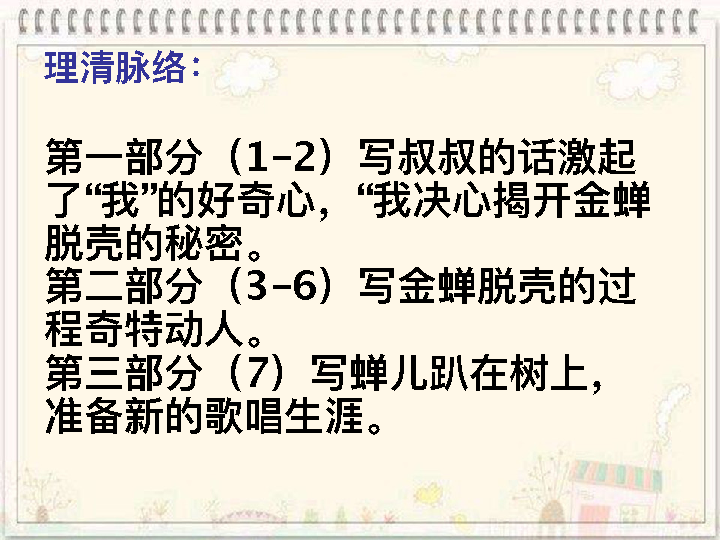 理清脉络：
第一部分（1-2）写叔叔的话激起
了“我”的好奇心，“我决心揭开金蝉
脱壳的秘密。
第二部分（3-6）写金蝉脱壳的过
程奇特动人。
第三部分（7）写蝉儿趴在树上，
准备新的歌唱生涯。